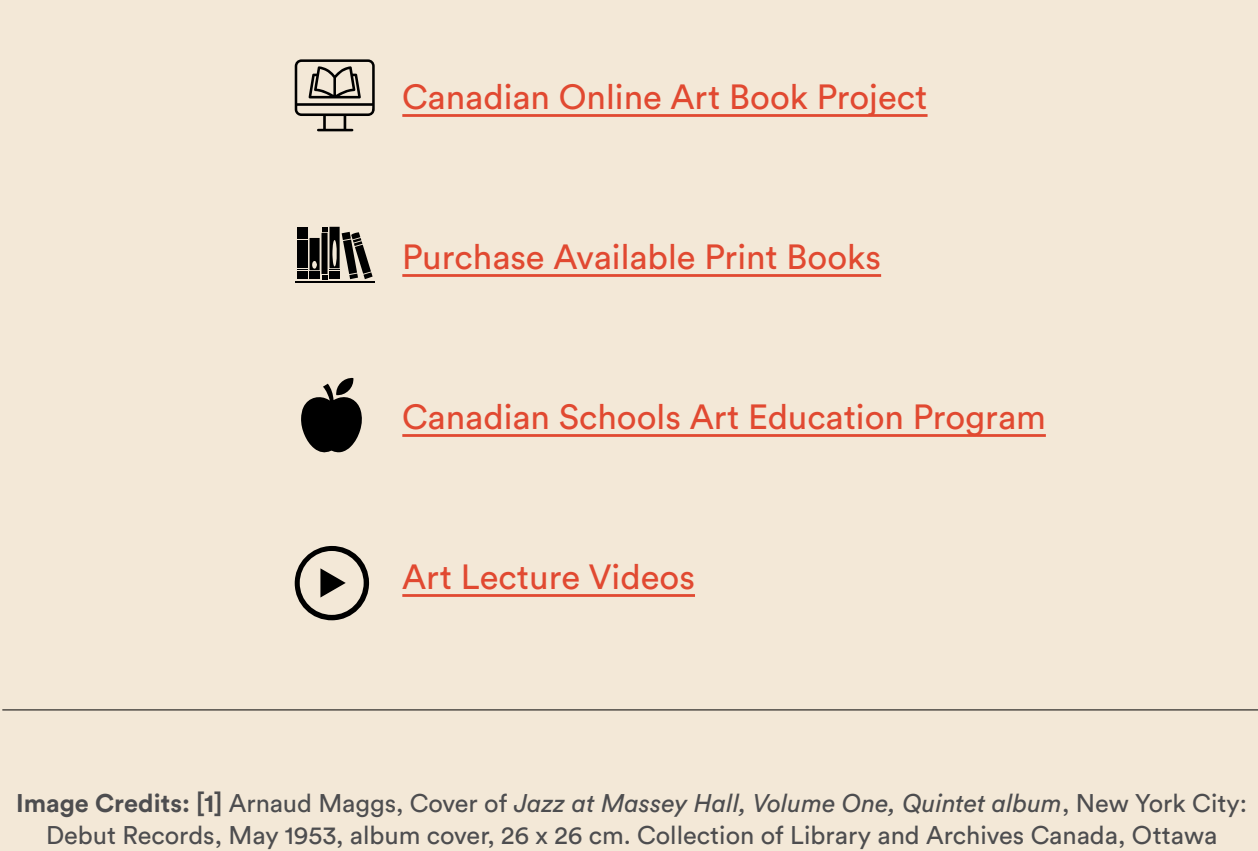 Canadian Online Art Book Project
Purchase Available Print Books
Canadian Schools Art Education Program
Art Lecture Videos
Image Credits: [1] Arnaud Maggs, Cover of Jazz at Massey Hall, Volume One, Quintet album, New York City:
Debut Records, May 1953, album cover, 26 x 26 cm. Collection of Library and Archives Canada, Ottawa